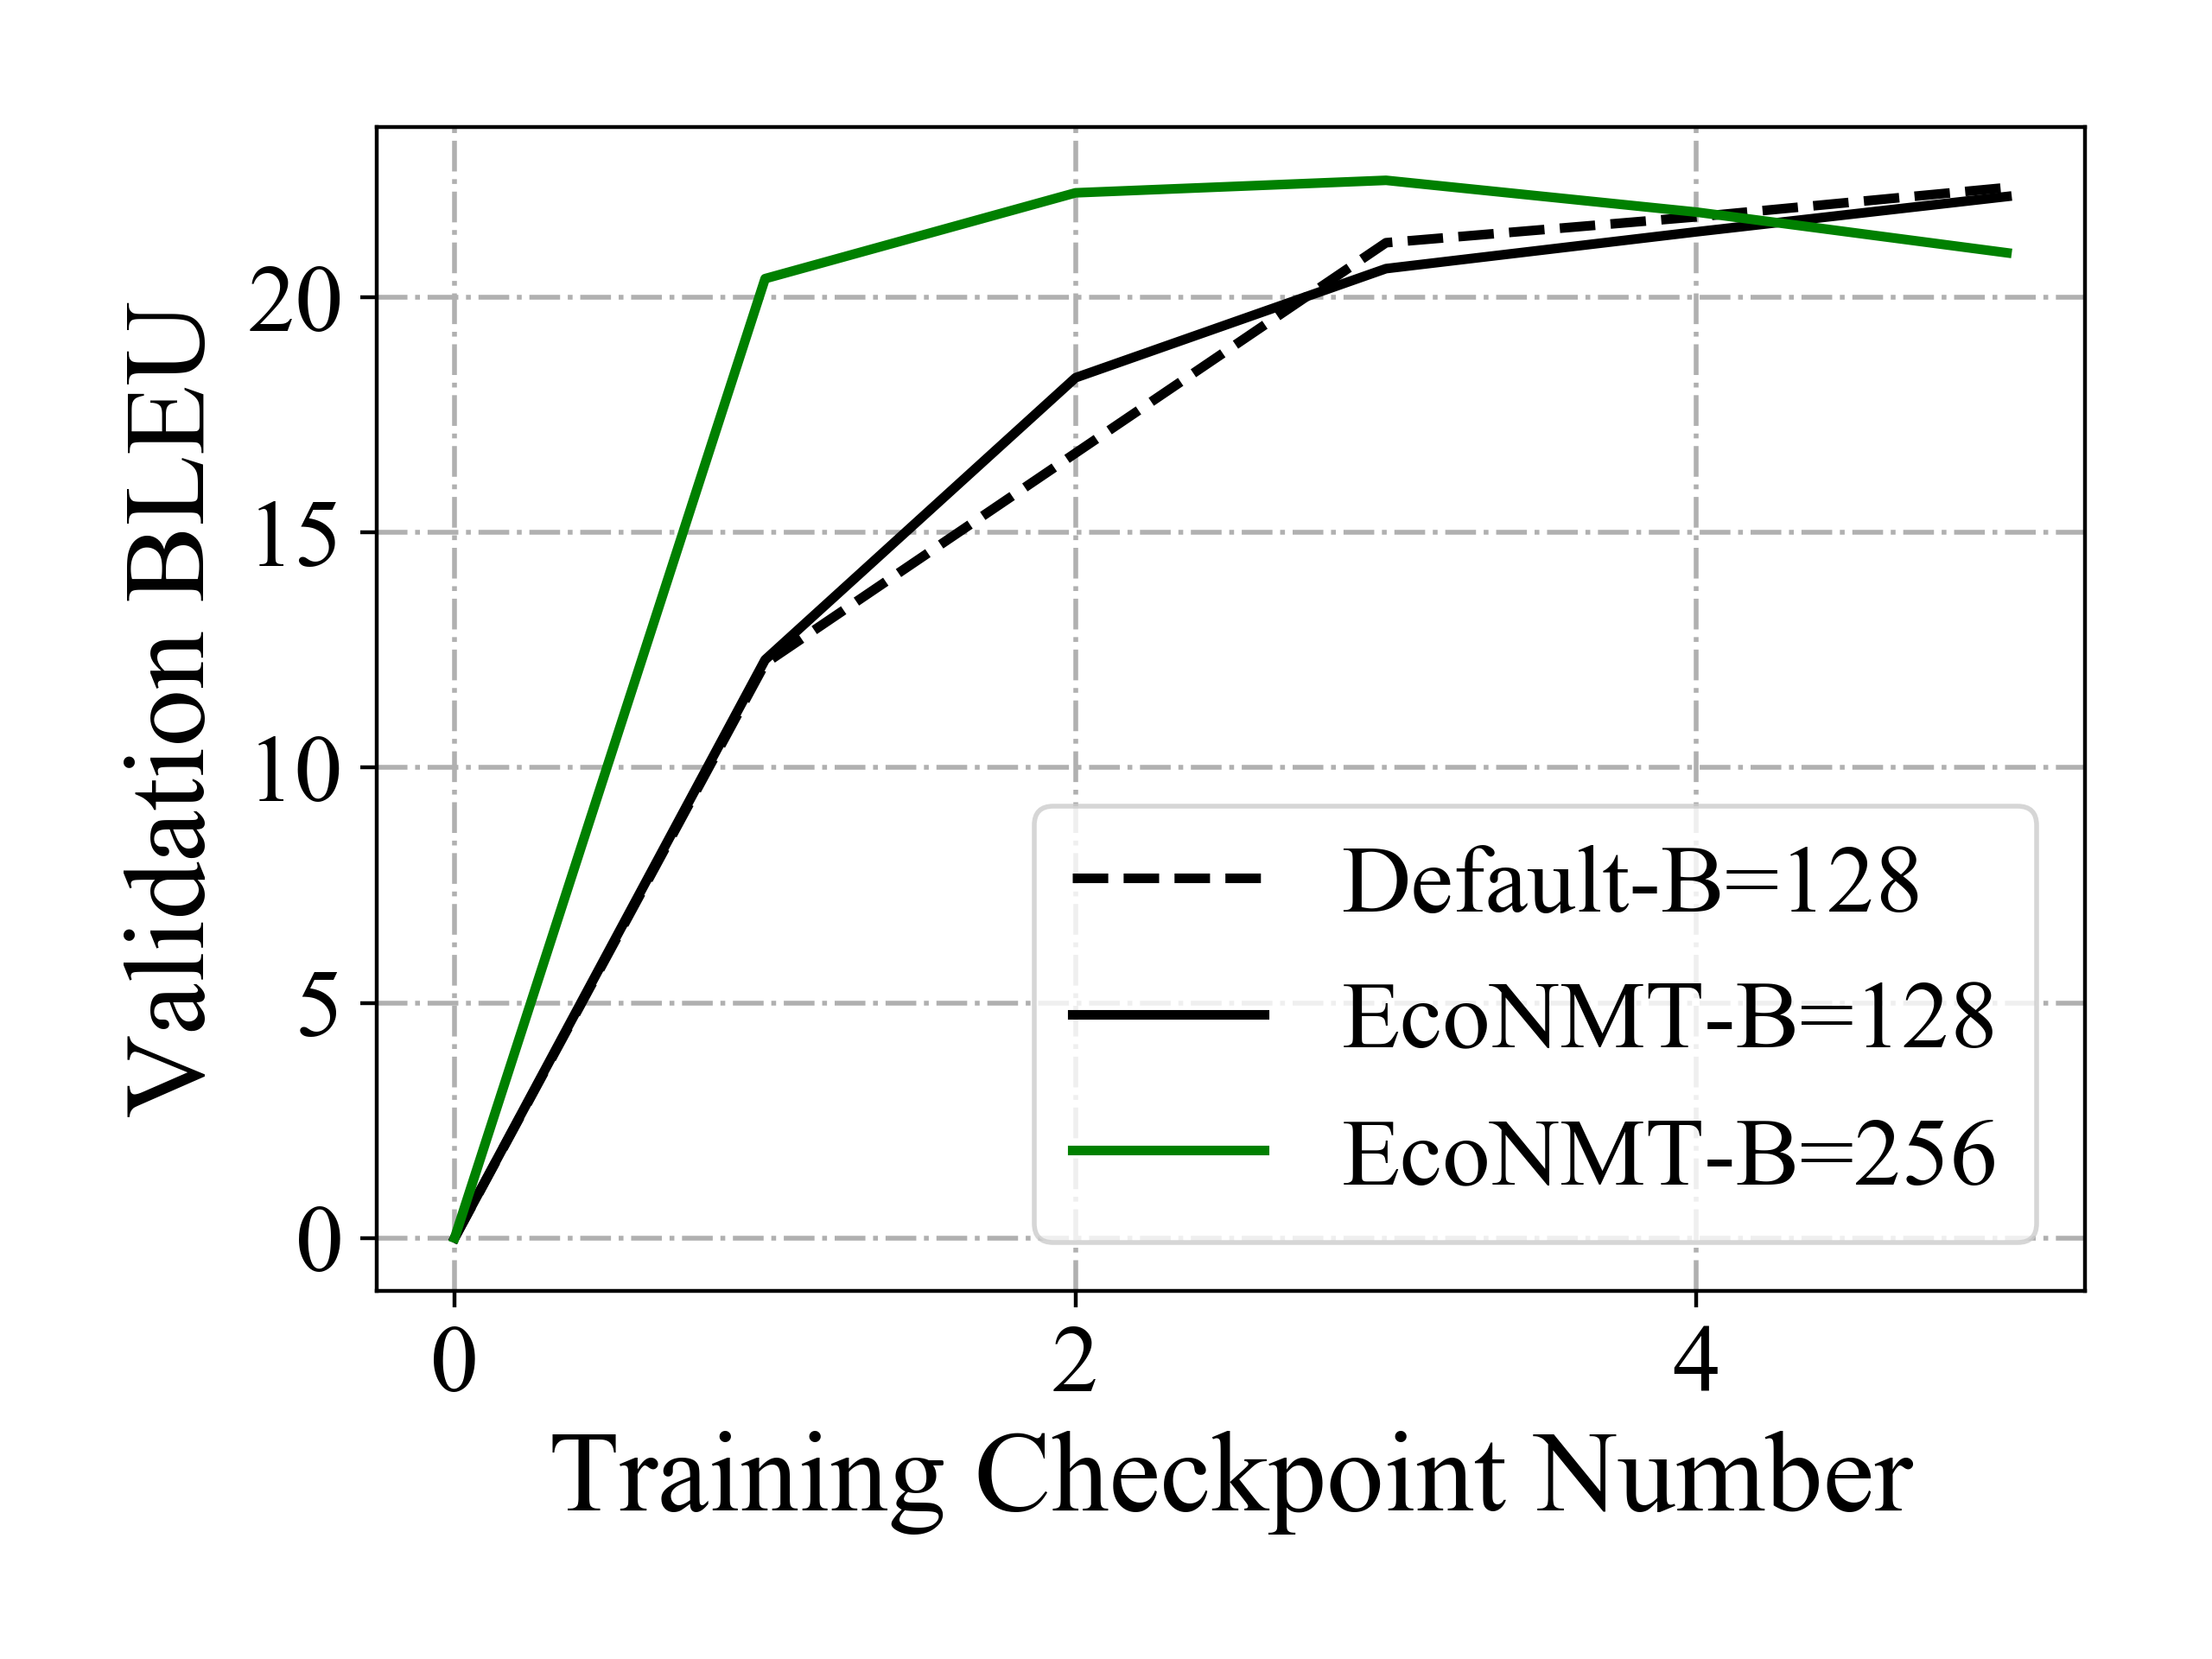 Validation BLEU
20
15
10
5
0
Default-B=128
EcoNMT-B=128
EcoNMT-B=256
0 2 4
Training Checkpoint Number